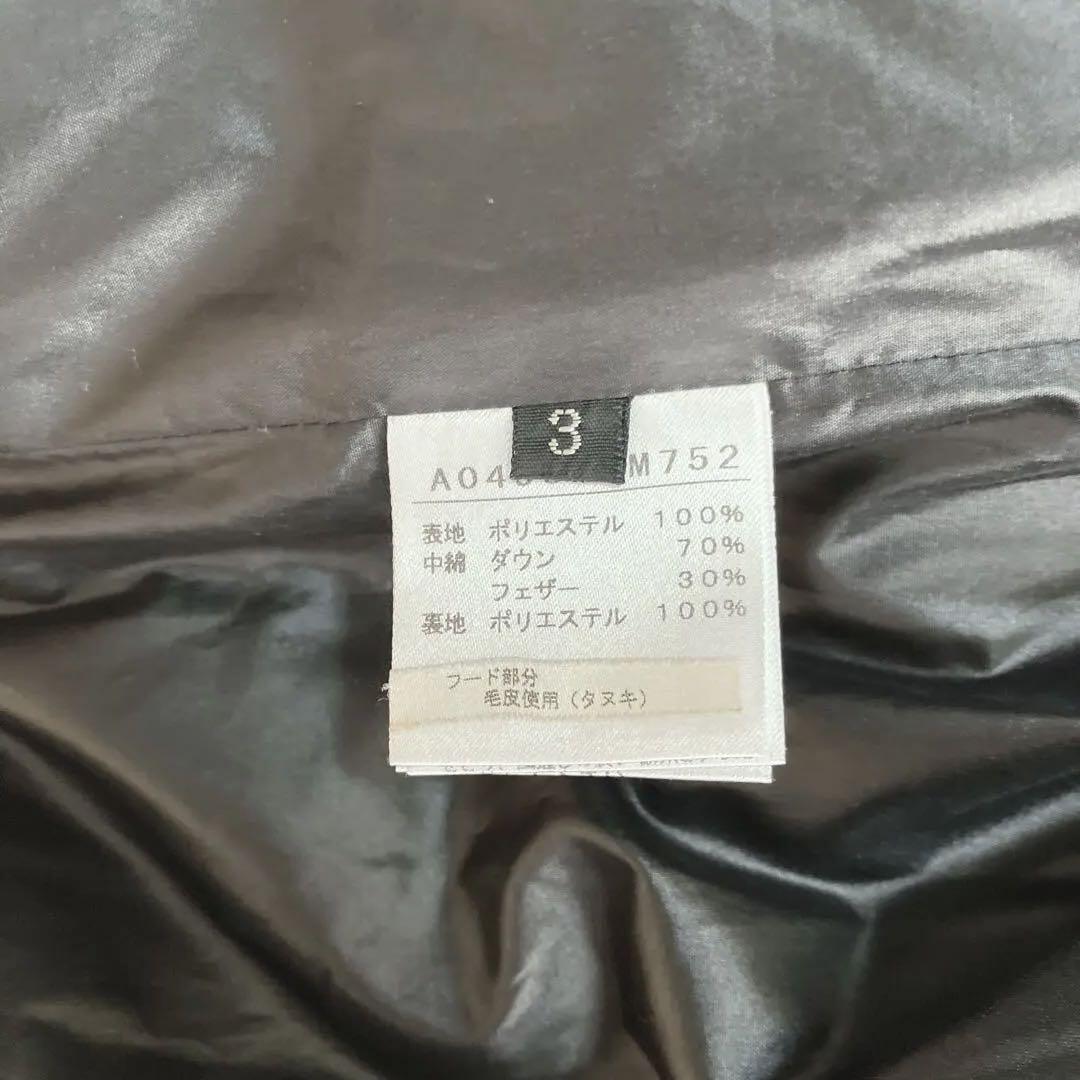 3
A04 M752
表地 ポリエステル 100%
中綿 ダウン 70%
フェザー 30%
裏地 ポリエステル 100%
フード部分
毛皮使用(タヌキ)